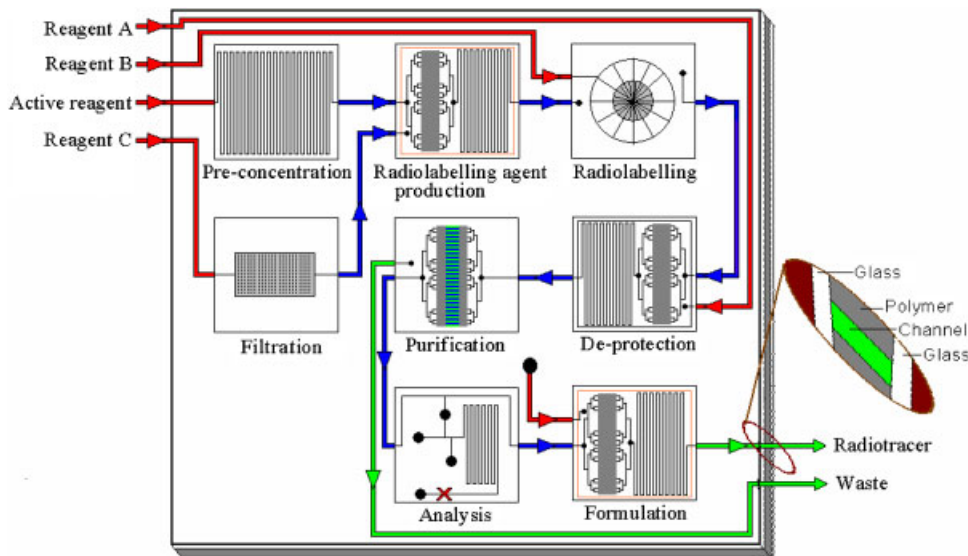 Reagent A
Reagent B
Active reagent
Reagent C
Pre-concentration
Radiolabelling agent
production
Radiolabelling
Filtration
Purification
De-protection
Glass
Polymer
Channel
Glass
Analysis
Formulation
Radiotracer
Waste